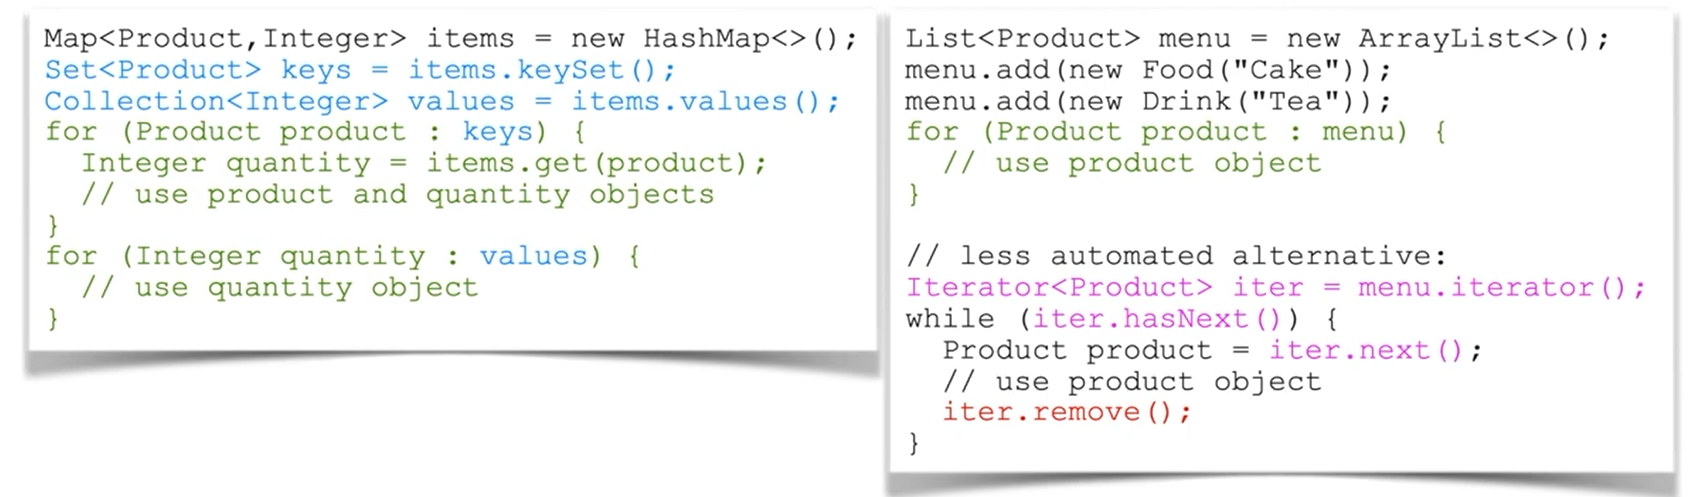 Map<Product,Integer> items = new HashMap<>();
Set<Product> keys = items.keySet();
Collection<Integer> values = items.values();
for (Product product : keys) {
  Integer quantity = items.get(product);
  // use product and quantity objects
}
for (Integer quantity : values) {
  // use quantity object
}
List<Product> menu = new ArrayList<>();
menu.add(new Food("Cake"));
menu.add(new Drink("Tea"));
for (Product product : menu) {
  // use product object
}
// less automated alternative:
Iterator<Product> iter = menu.iterator();
while (iter.hasNext()) {
  Product product = iter.next();
  // use product object
  iter.remove();
}